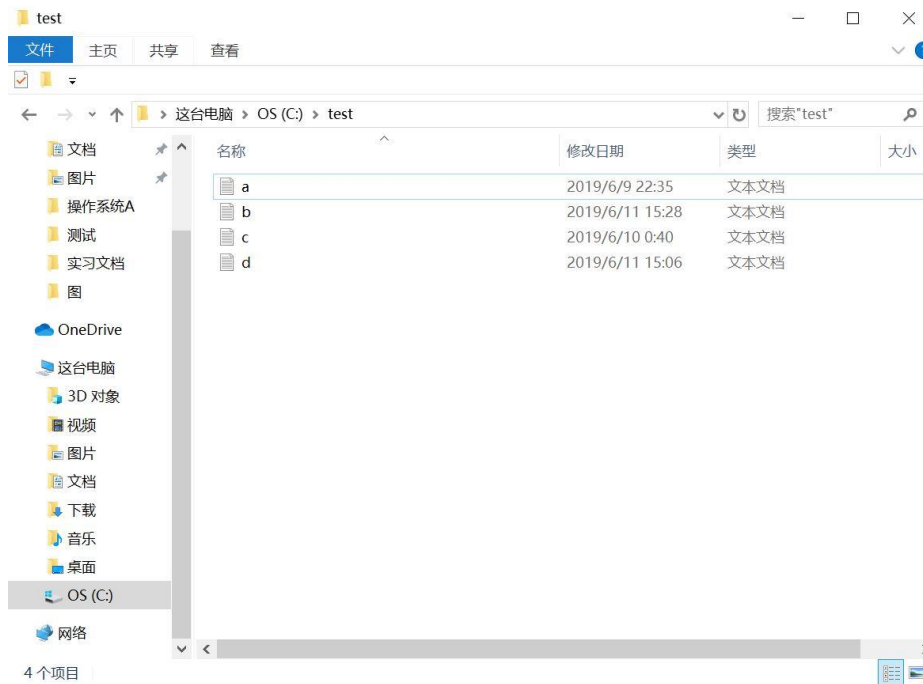 test
文件 主页 共享 查看
这台电脑 > OS (C:) > test
搜索"test"
名称 修改日期 类型 大小
文档
图片
操作系统A
测试
实习文档
图
OneDrive
这台电脑
3D 对象
视频
图片
文档
下载
音乐
桌面
OS (C:)
网络
a 2019/6/9 22:35 文本文档
b 2019/6/11 15:28 文本文档
c 2019/6/10 0:40 文本文档
d 2019/6/11 15:06 文本文档
4 个项目